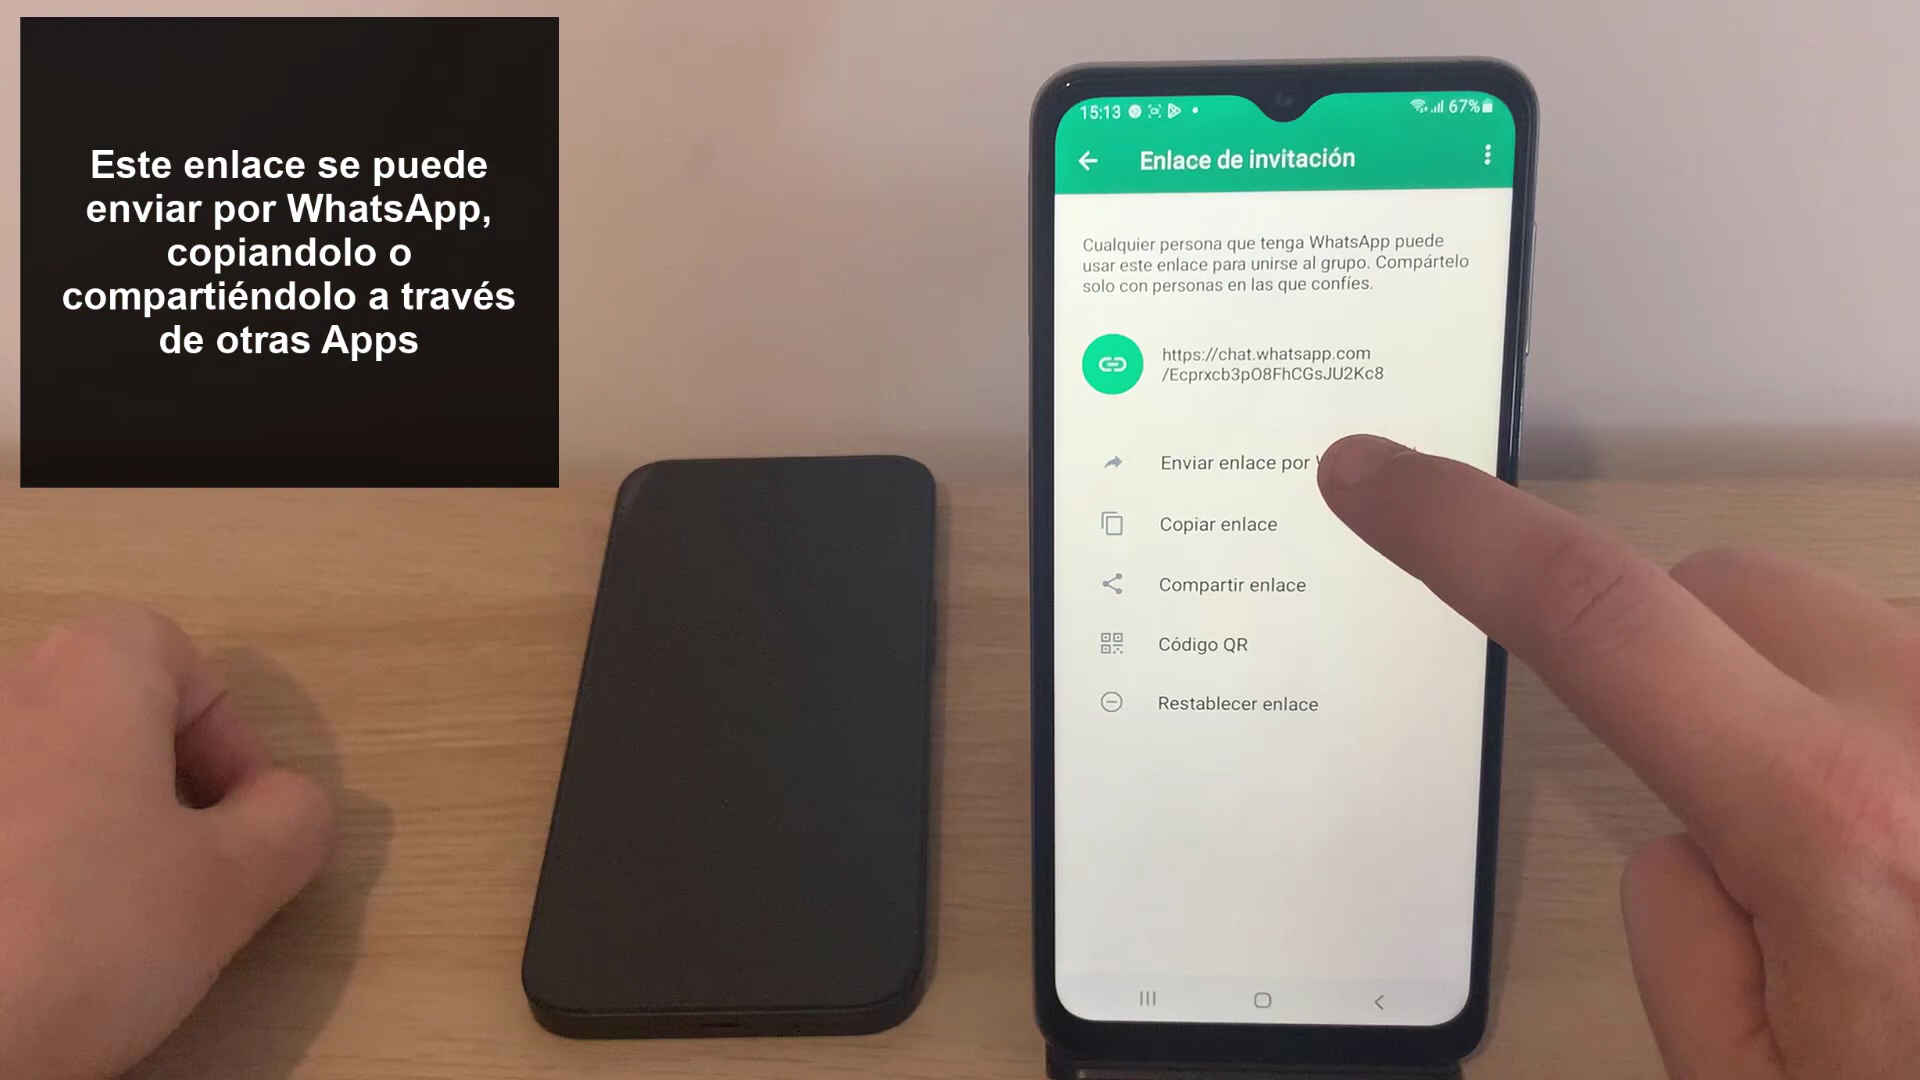 Este enlace se puede
enviar por WhatsApp,
copiandolo o
compartiéndolo a través
de otras Apps
15:13
67%
Enlace de invitación
Cualquier persona que tenga WhatsApp puede
usar este enlace para unirse al grupo. Compártelo
solo con personas en las que confíes.
https://chat.whatsapp.com
/Ecprxcb3pO8FhCGsJU2Kc8
Enviar enlace por
Copiar enlace
Compartir enlace
Código QR
Restablecer enlace